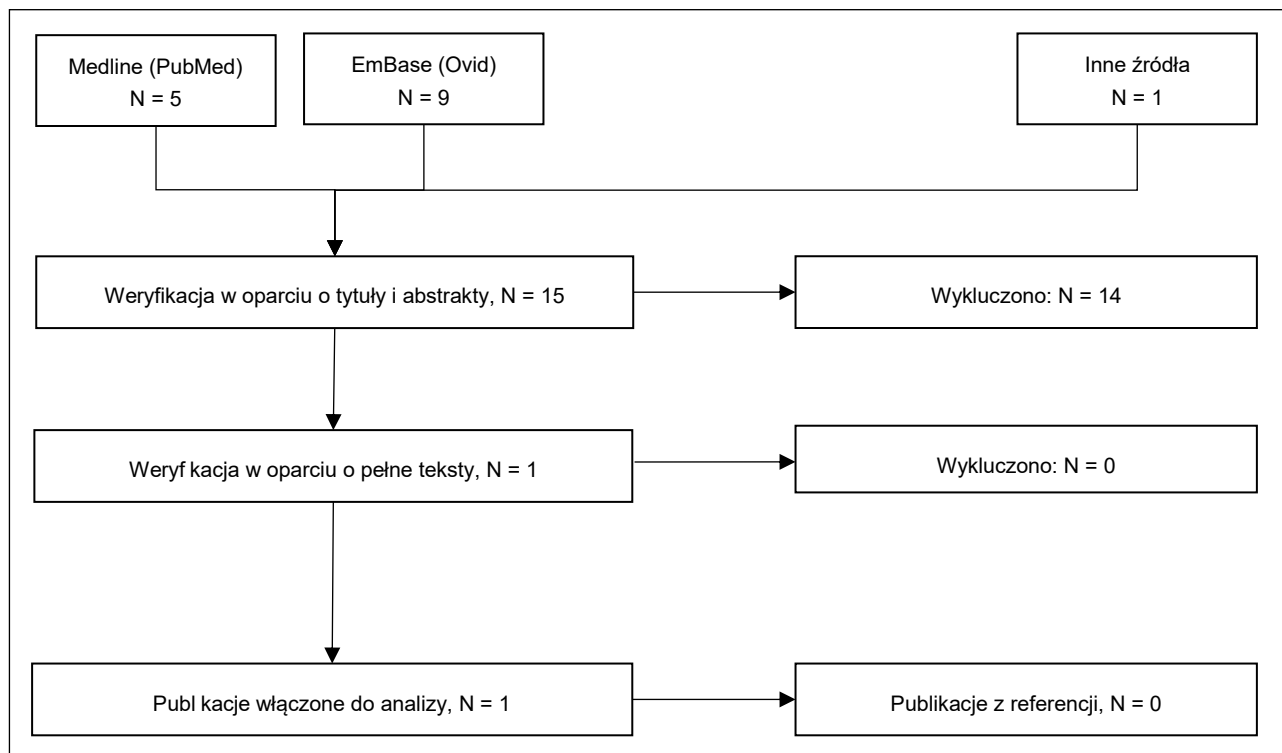 Medline (PubMed)
N = 5
EmBase (Ovid)
N = 9
Inne źródła
N = 1
Weryfikacja w oparciu o tytuły i abstrakty, N = 15
Wykluczono: N = 14
Weryf kacja w oparciu o pełne teksty, N = 1
Wykluczono: N = 0
Publ kacje włączone do analizy, N = 1
Publikacje z referencji, N = 0